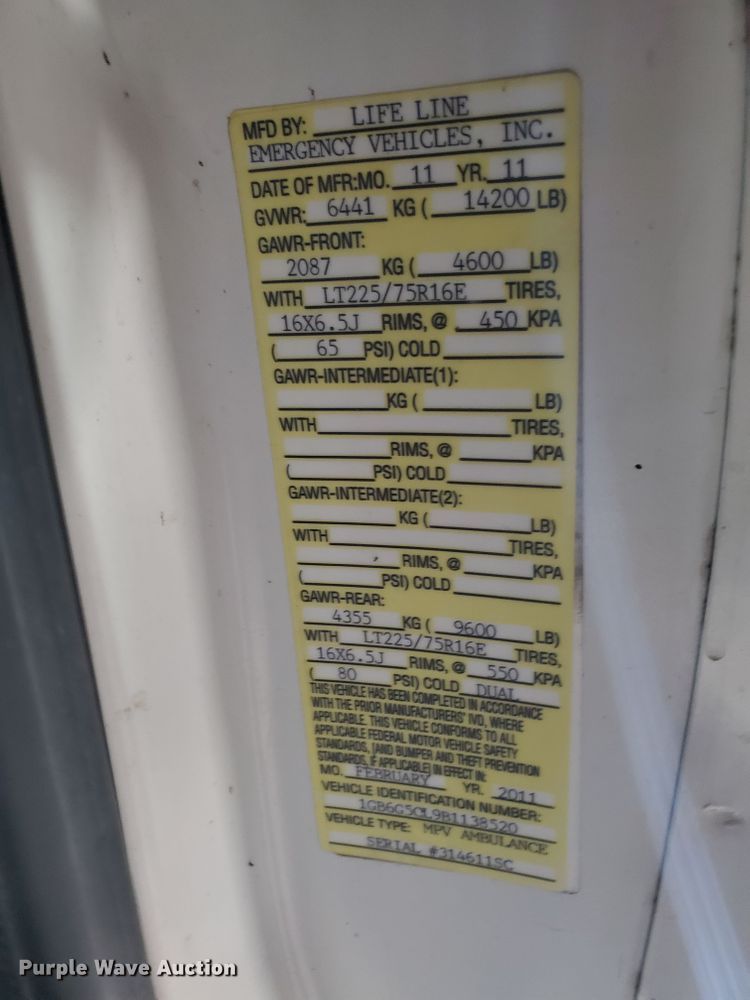 MFD BY: LIFE LINE
EMERGENCY VEHICLES, INC.
DATE OF MFR:MO. 11 YR. 11
GVWR: 6441 KG ( 14200 LB)
GAWR-FRONT:
2087 KG ( 4600 LB)
WITH LT225/75R16E TIRES,
16X6.5J RIMS, @ 450 KPA
( 65 PSI) COLD
GAWR-INTERMEDIATE(1):
KG ( LB)
WITH TIRES,
RIMS, @ KPA
( PSI) COLD
GAWR-INTERMEDIATE(2):
KG ( LB)
WITH TIRES,
RIMS, @ KPA
( PSI) COLD
GAWR-REAR:
4355 KG ( 9600 LB)
WITH LT225/75R16E TIRES,
16X6.5J RIMS, @ 550 KPA
( 80 PSI) COLD DUAL
THIS VEHICLE HAS BEEN COMPLETED IN ACCORDANCE
WITH THE PRIOR MANUFACTURERS' IVD, WHERE
APPLICABLE. THIS VEHICLE CONFORMS TO ALL
APPLICABLE FEDERAL MOTOR VEHICLE SAFETY
STANDARDS, [AND BUMPER AND THEFT PREVENTION
STANDARDS, IF APPLICABLE] IN EFFECT IN:
MO. FEBRUARY YR. 2011
VEHICLE IDENTIFICATION NUMBER:
1GB6G5CL9B1138520
VEHICLE TYPE: MPV AMBULANCE
SERIAL #314611SC
Purple Wave Auction